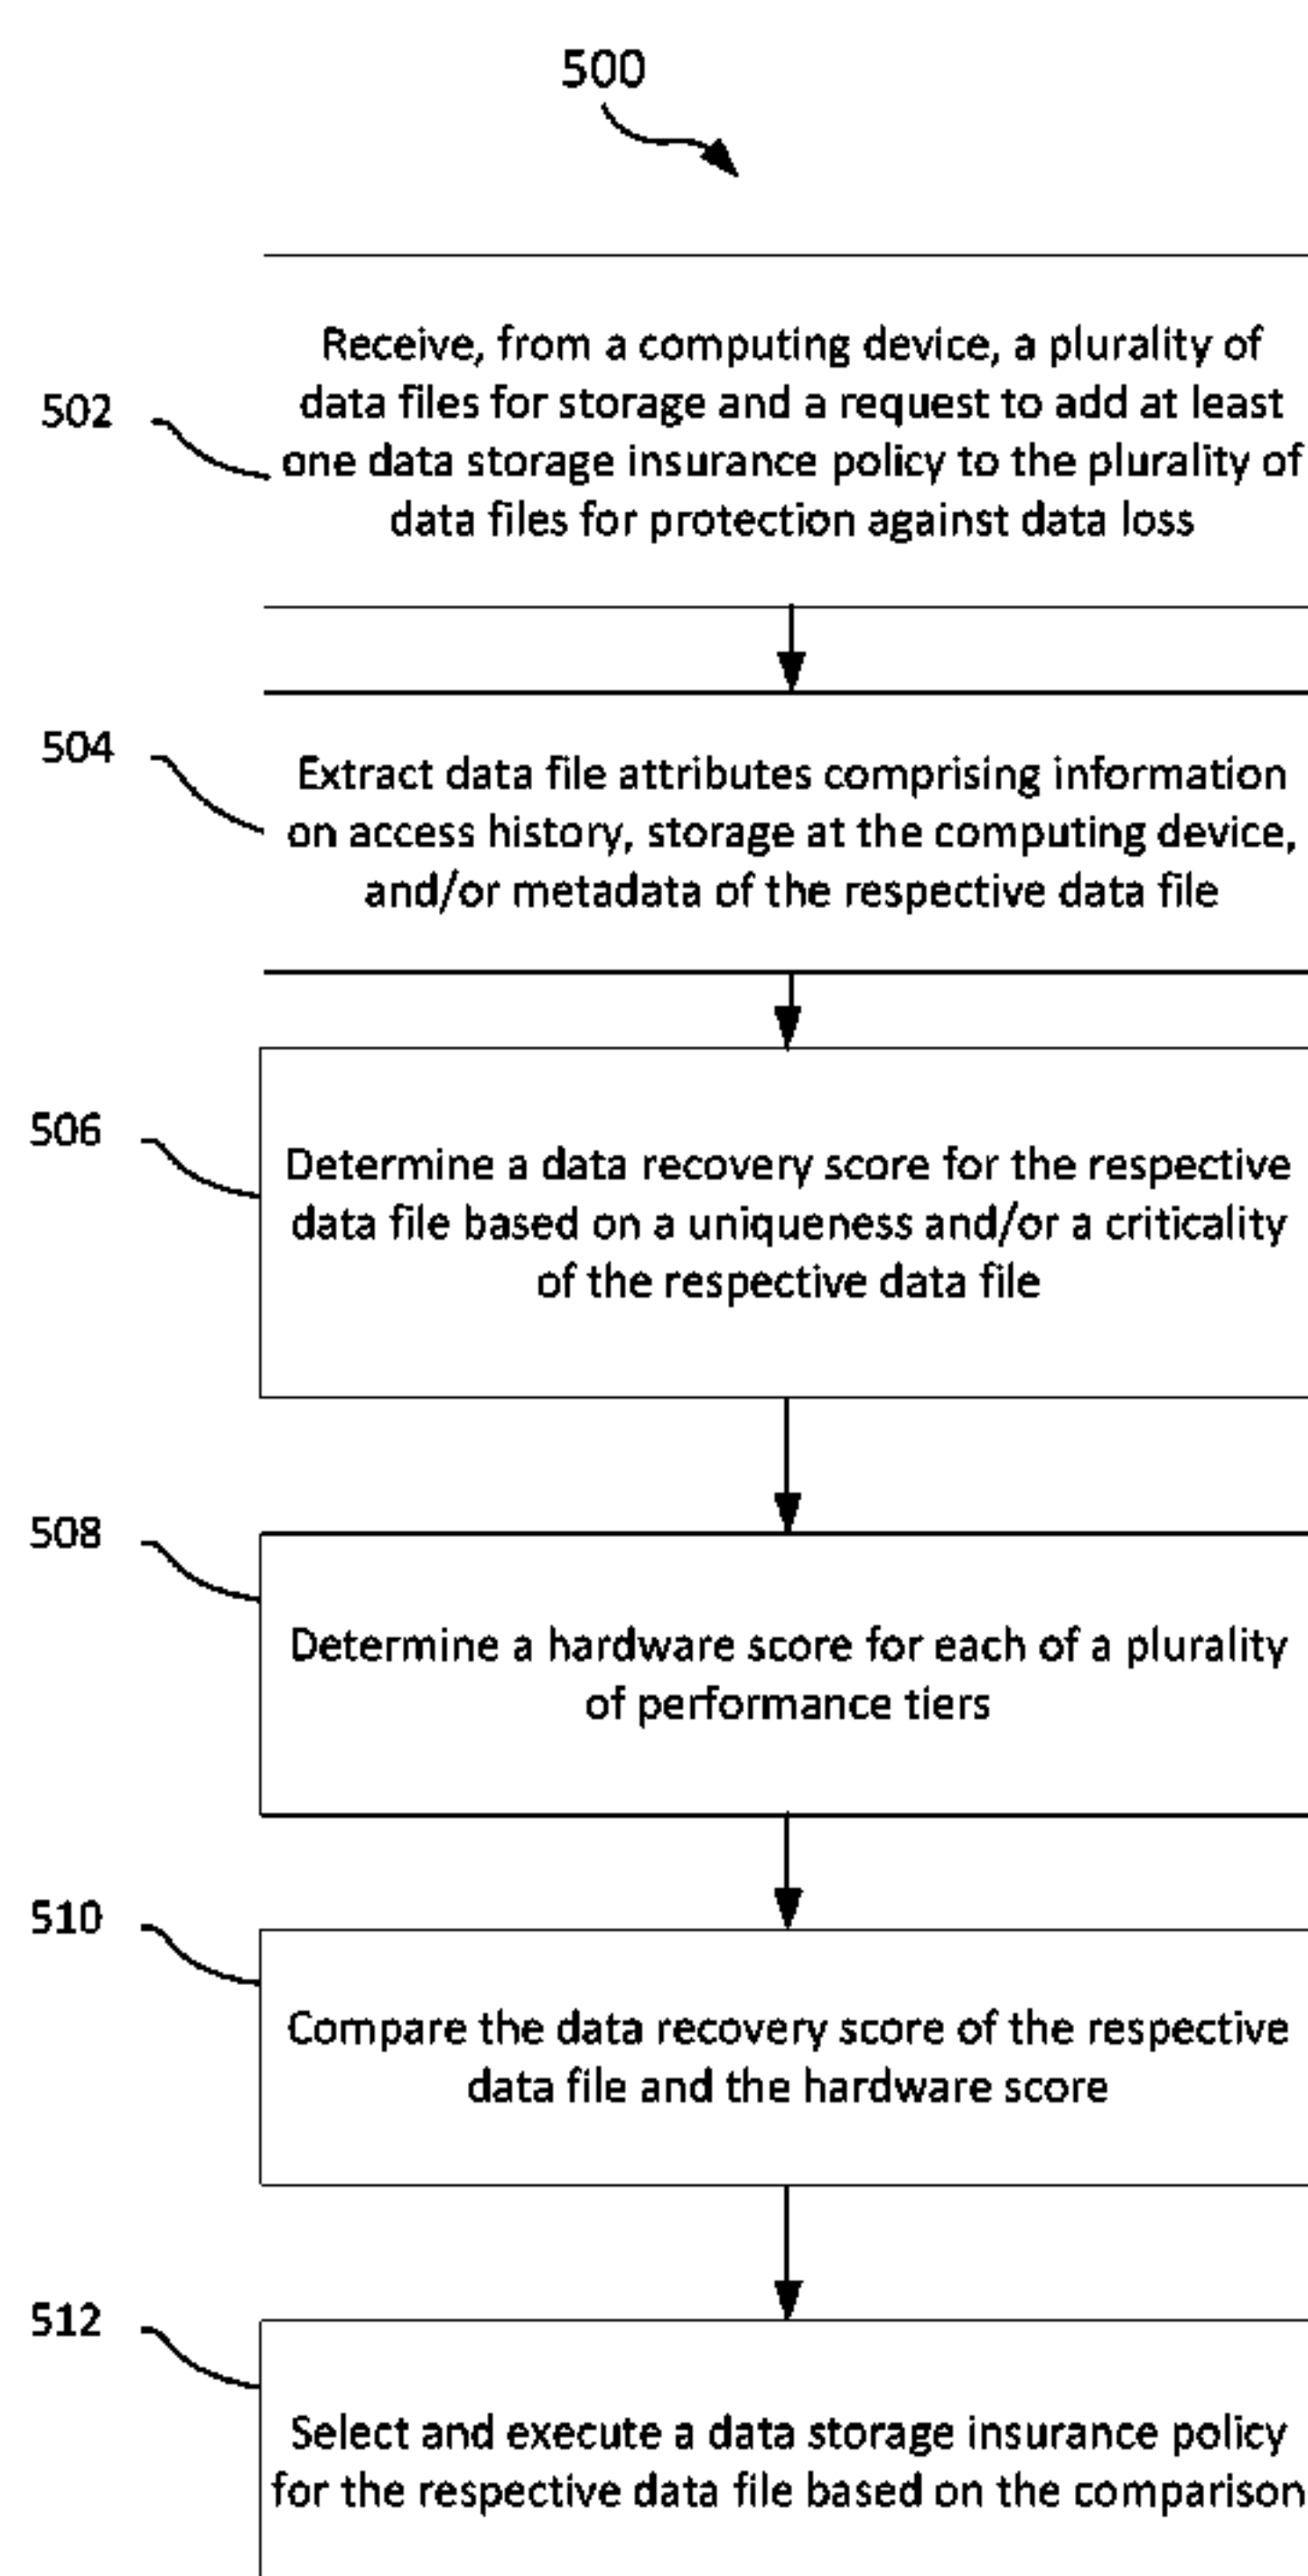 500
502
Receive, from a computing device, a plurality of
data files for storage and a request to add at least
one data storage insurance policy to the plurality of
data files for protection against data loss
504
Extract data file attributes comprising information
on access history, storage at the computing device,
and/or metadata of the respective data file
506
Determine a data recovery score for the respective
data file based on a uniqueness and/or a criticality
of the respective data file
508
Determine a hardware score for each of a plurality
of performance tiers
510
Compare the data recovery score of the respective
data file and the hardware score
512
Select and execute a data storage insurance policy
for the respective data file based on the comparison